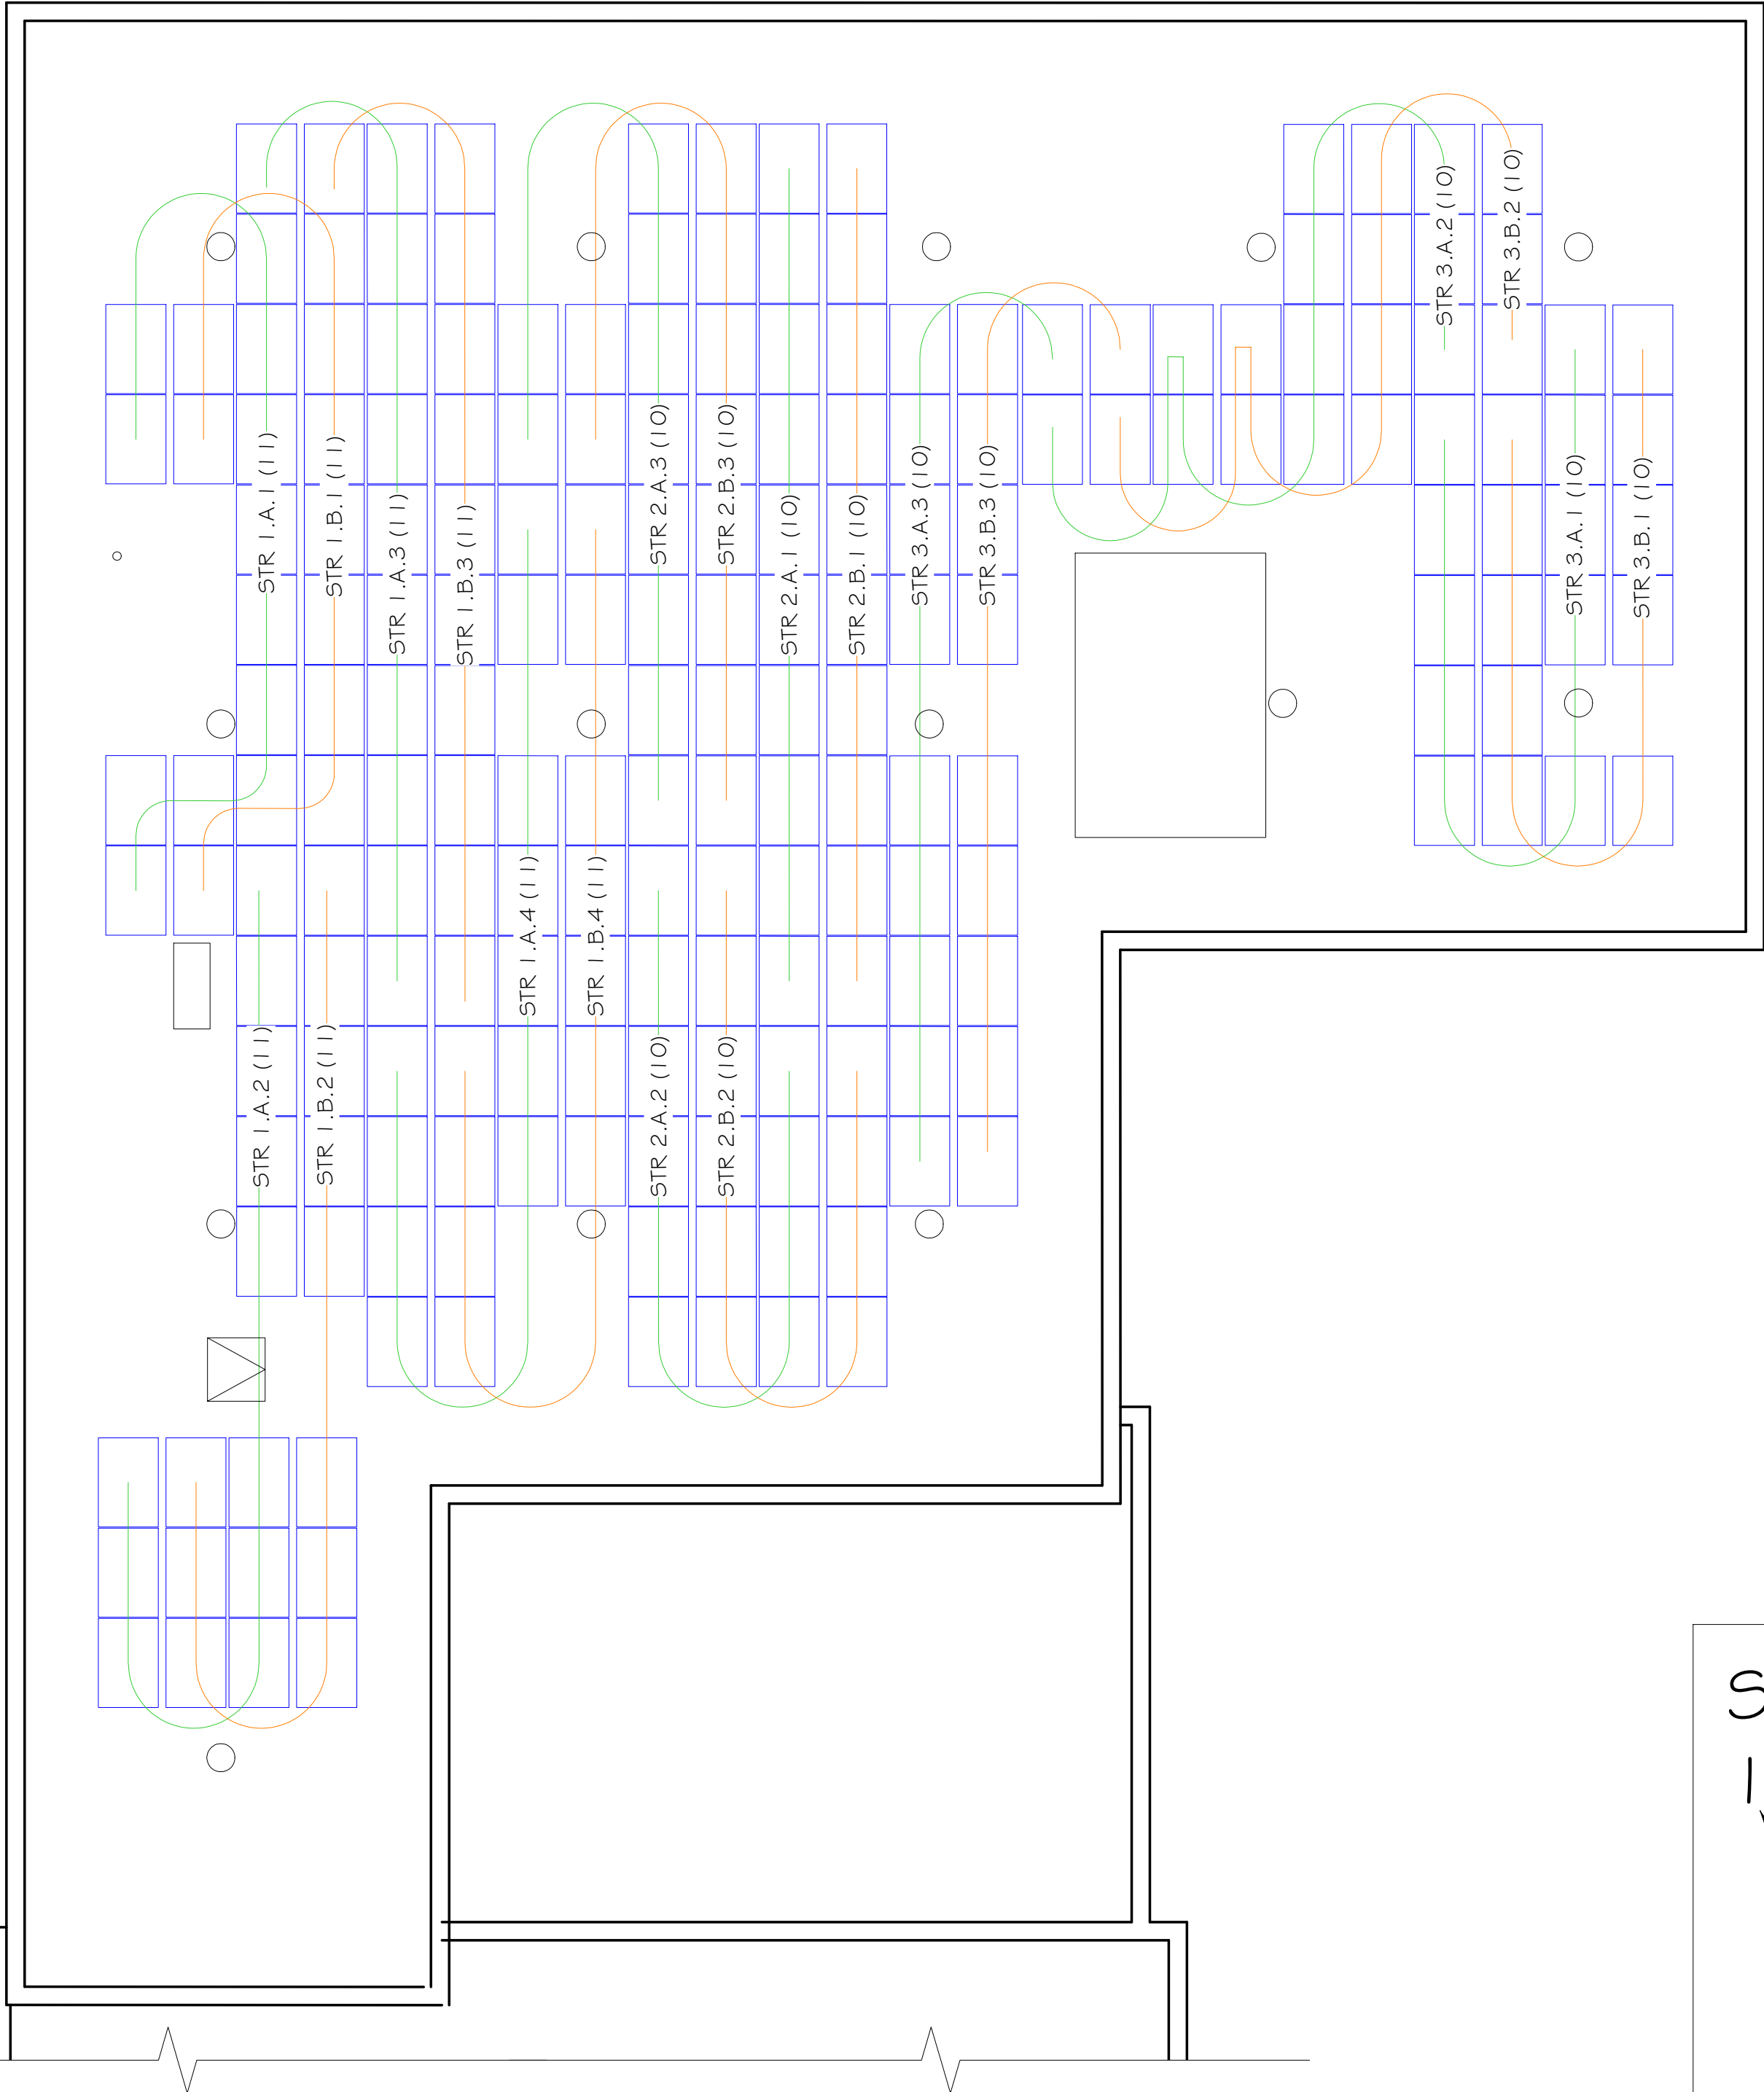 STR 1.A.1 (11)
STR 1.B.1 (11)
STR 1.A.3 (11)
STR 1.B.3 (11)
STR 2.A.3 (10)
STR 2.B.3 (10)
STR 2.A.1 (10)
STR 2.B.1 (10)
STR 3.A.3 (10)
STR 3.B.3 (10)
STR 3.A.2 (10)
STR 3.B.2 (10)
STR 3.A.1 (10)
STR 3.B.1 (10)
STR 1.A.4 (11)
STR 1.B.4 (11)
STR 1.A.2 (11)
STR 1.B.2 (11)
STR 2.A.2 (10)
STR 2.B.2 (10)